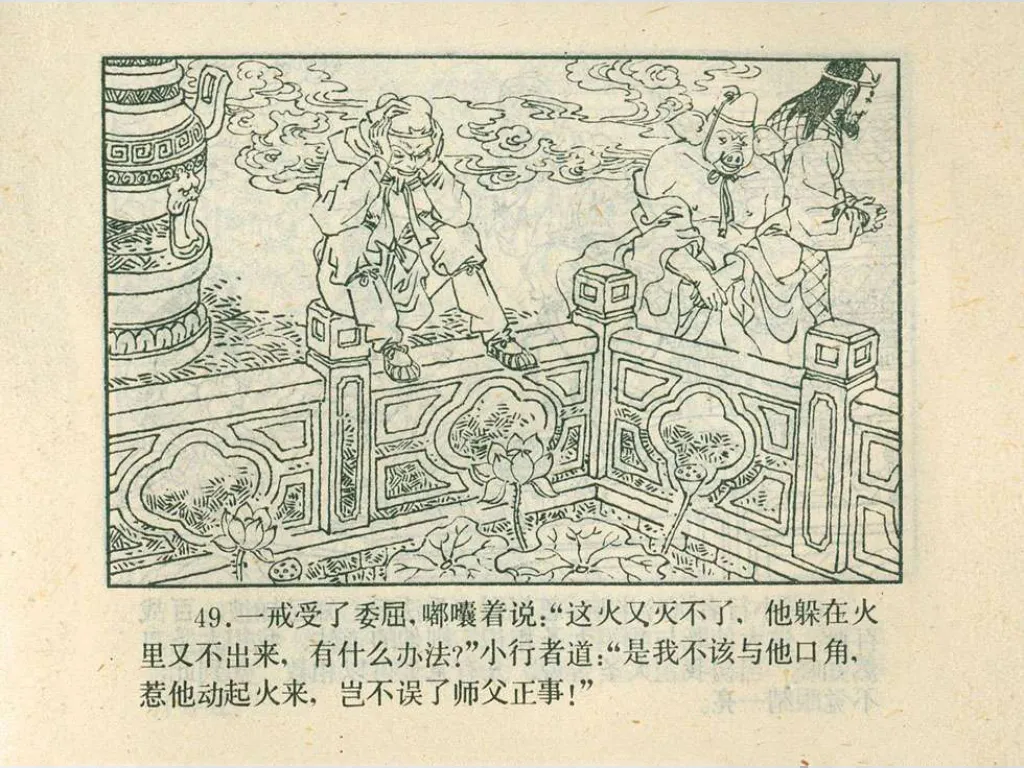 49.一戒受了委屈,嘟囔着说:“这火又灭不了，他躲在火
里又不出来，有什么办法?”小行者道:“是我不该与他口角，
惹他动起火来，岂不误了师父正事!”